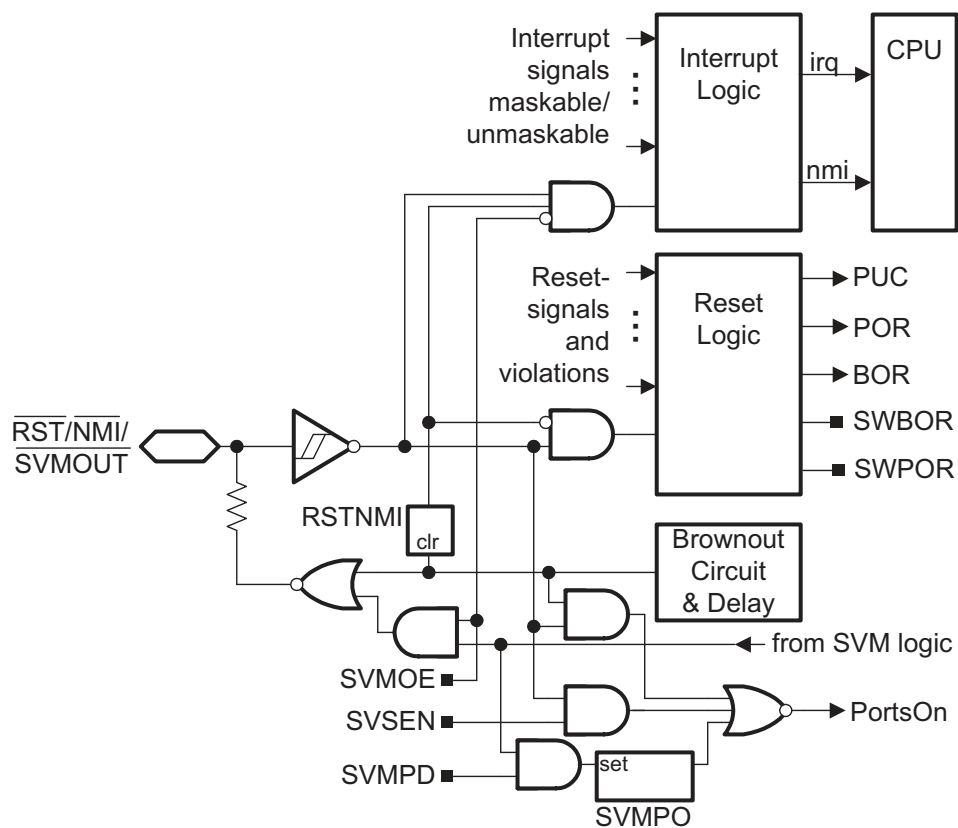 Interrupt
signals
maskable/
unmaskable
Interrupt
Logic
irq
nmi
CPU
Reset-
signals
and
violations
Reset
Logic
PUC
POR
BOR
SWBOR
SWPOR
RST/NMI/
SVMOUT
RSTNMI
clr
Brownout
Circuit
& Delay
from SVM logic
SVMOE
SVSEN
SVMPD
set
SVMPO
PortsOn